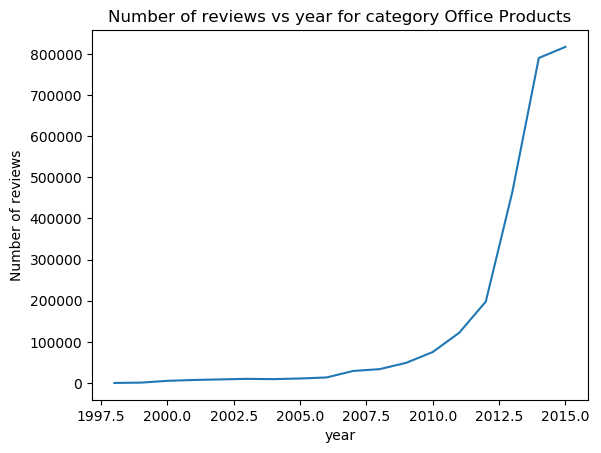 Number of reviews vs year for category Office Products
Number of reviews
800000
700000
600000
500000
400000
300000
200000
100000
0
1997.5 2000.0 2002.5 2005.0 2007.5 2010.0 2012.5 2015.0
year